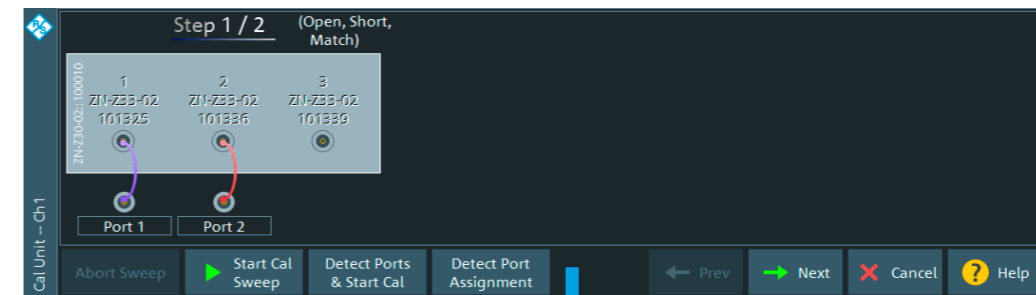 Step 1 / 2
(Open, Short,
Match)
ZN-Z30-02::100010
1
ZN-Z33-02
101325
2
ZN-Z33-02
101336
3
ZN-Z33-02
101339
Port 1
Port 2
Cal Unit -- Ch1
Abort Sweep
Start Cal
Sweep
Detect Ports
& Start Cal
Detect Port
Assignment
Prev
Next
Cancel
? Help